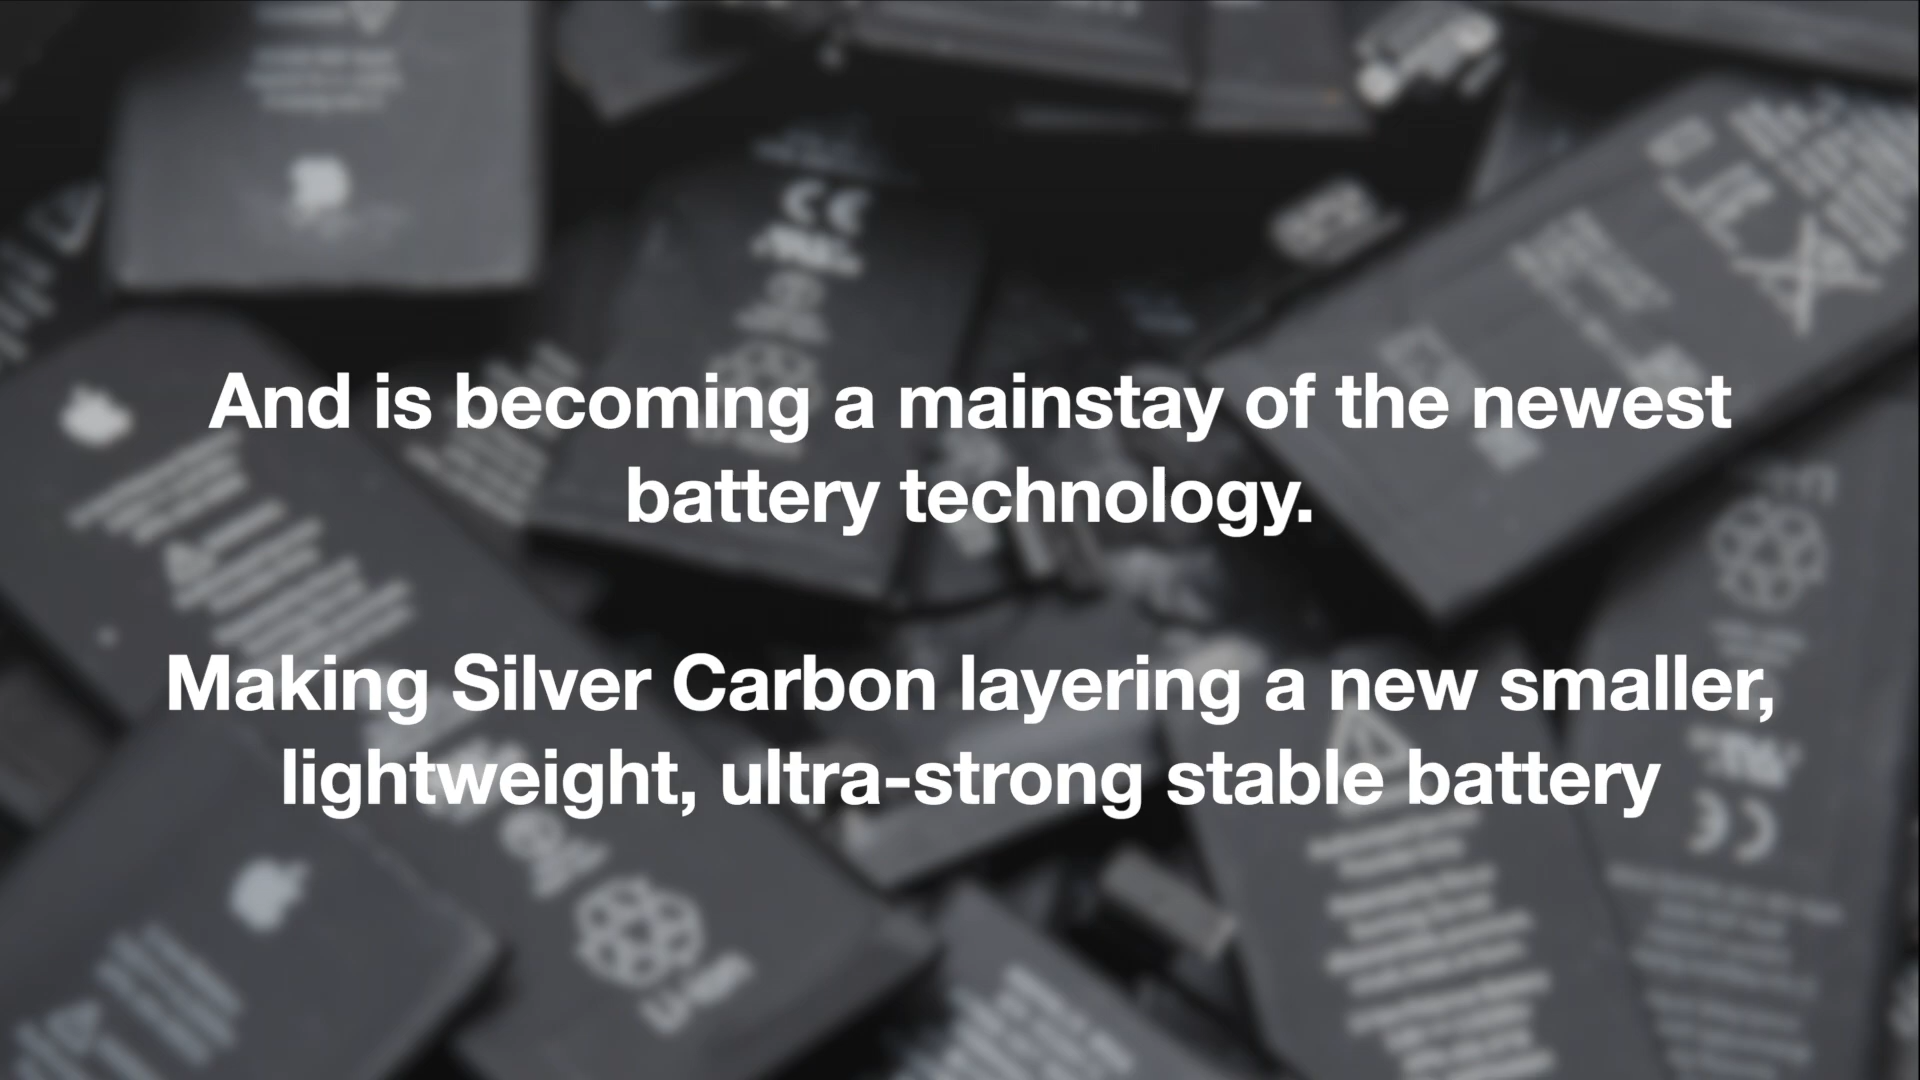 And is becoming a mainstay of the newest
battery technology.
Making Silver Carbon layering a new smaller,
lightweight, ultra-strong stable battery